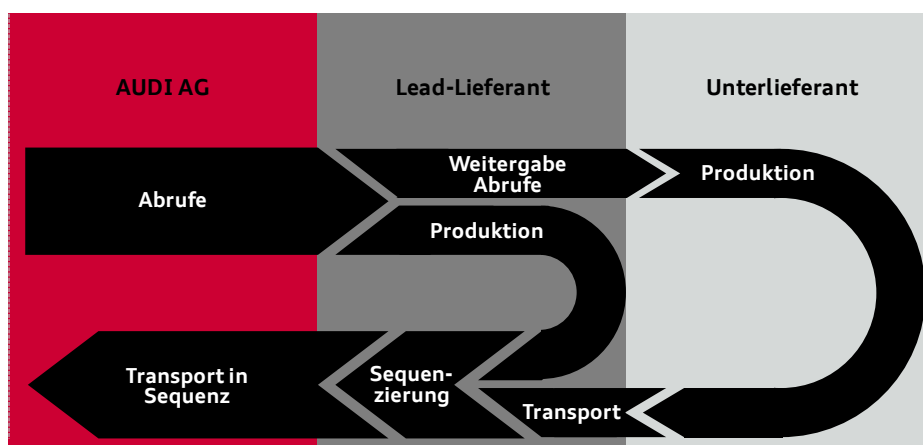 AUDI AG
Lead-Lieferant
Unterlieferant
Abrufe
Weitergabe
Abrufe
Produktion
Produktion
Transport in
Sequenz
Sequen-
zierung
Transport